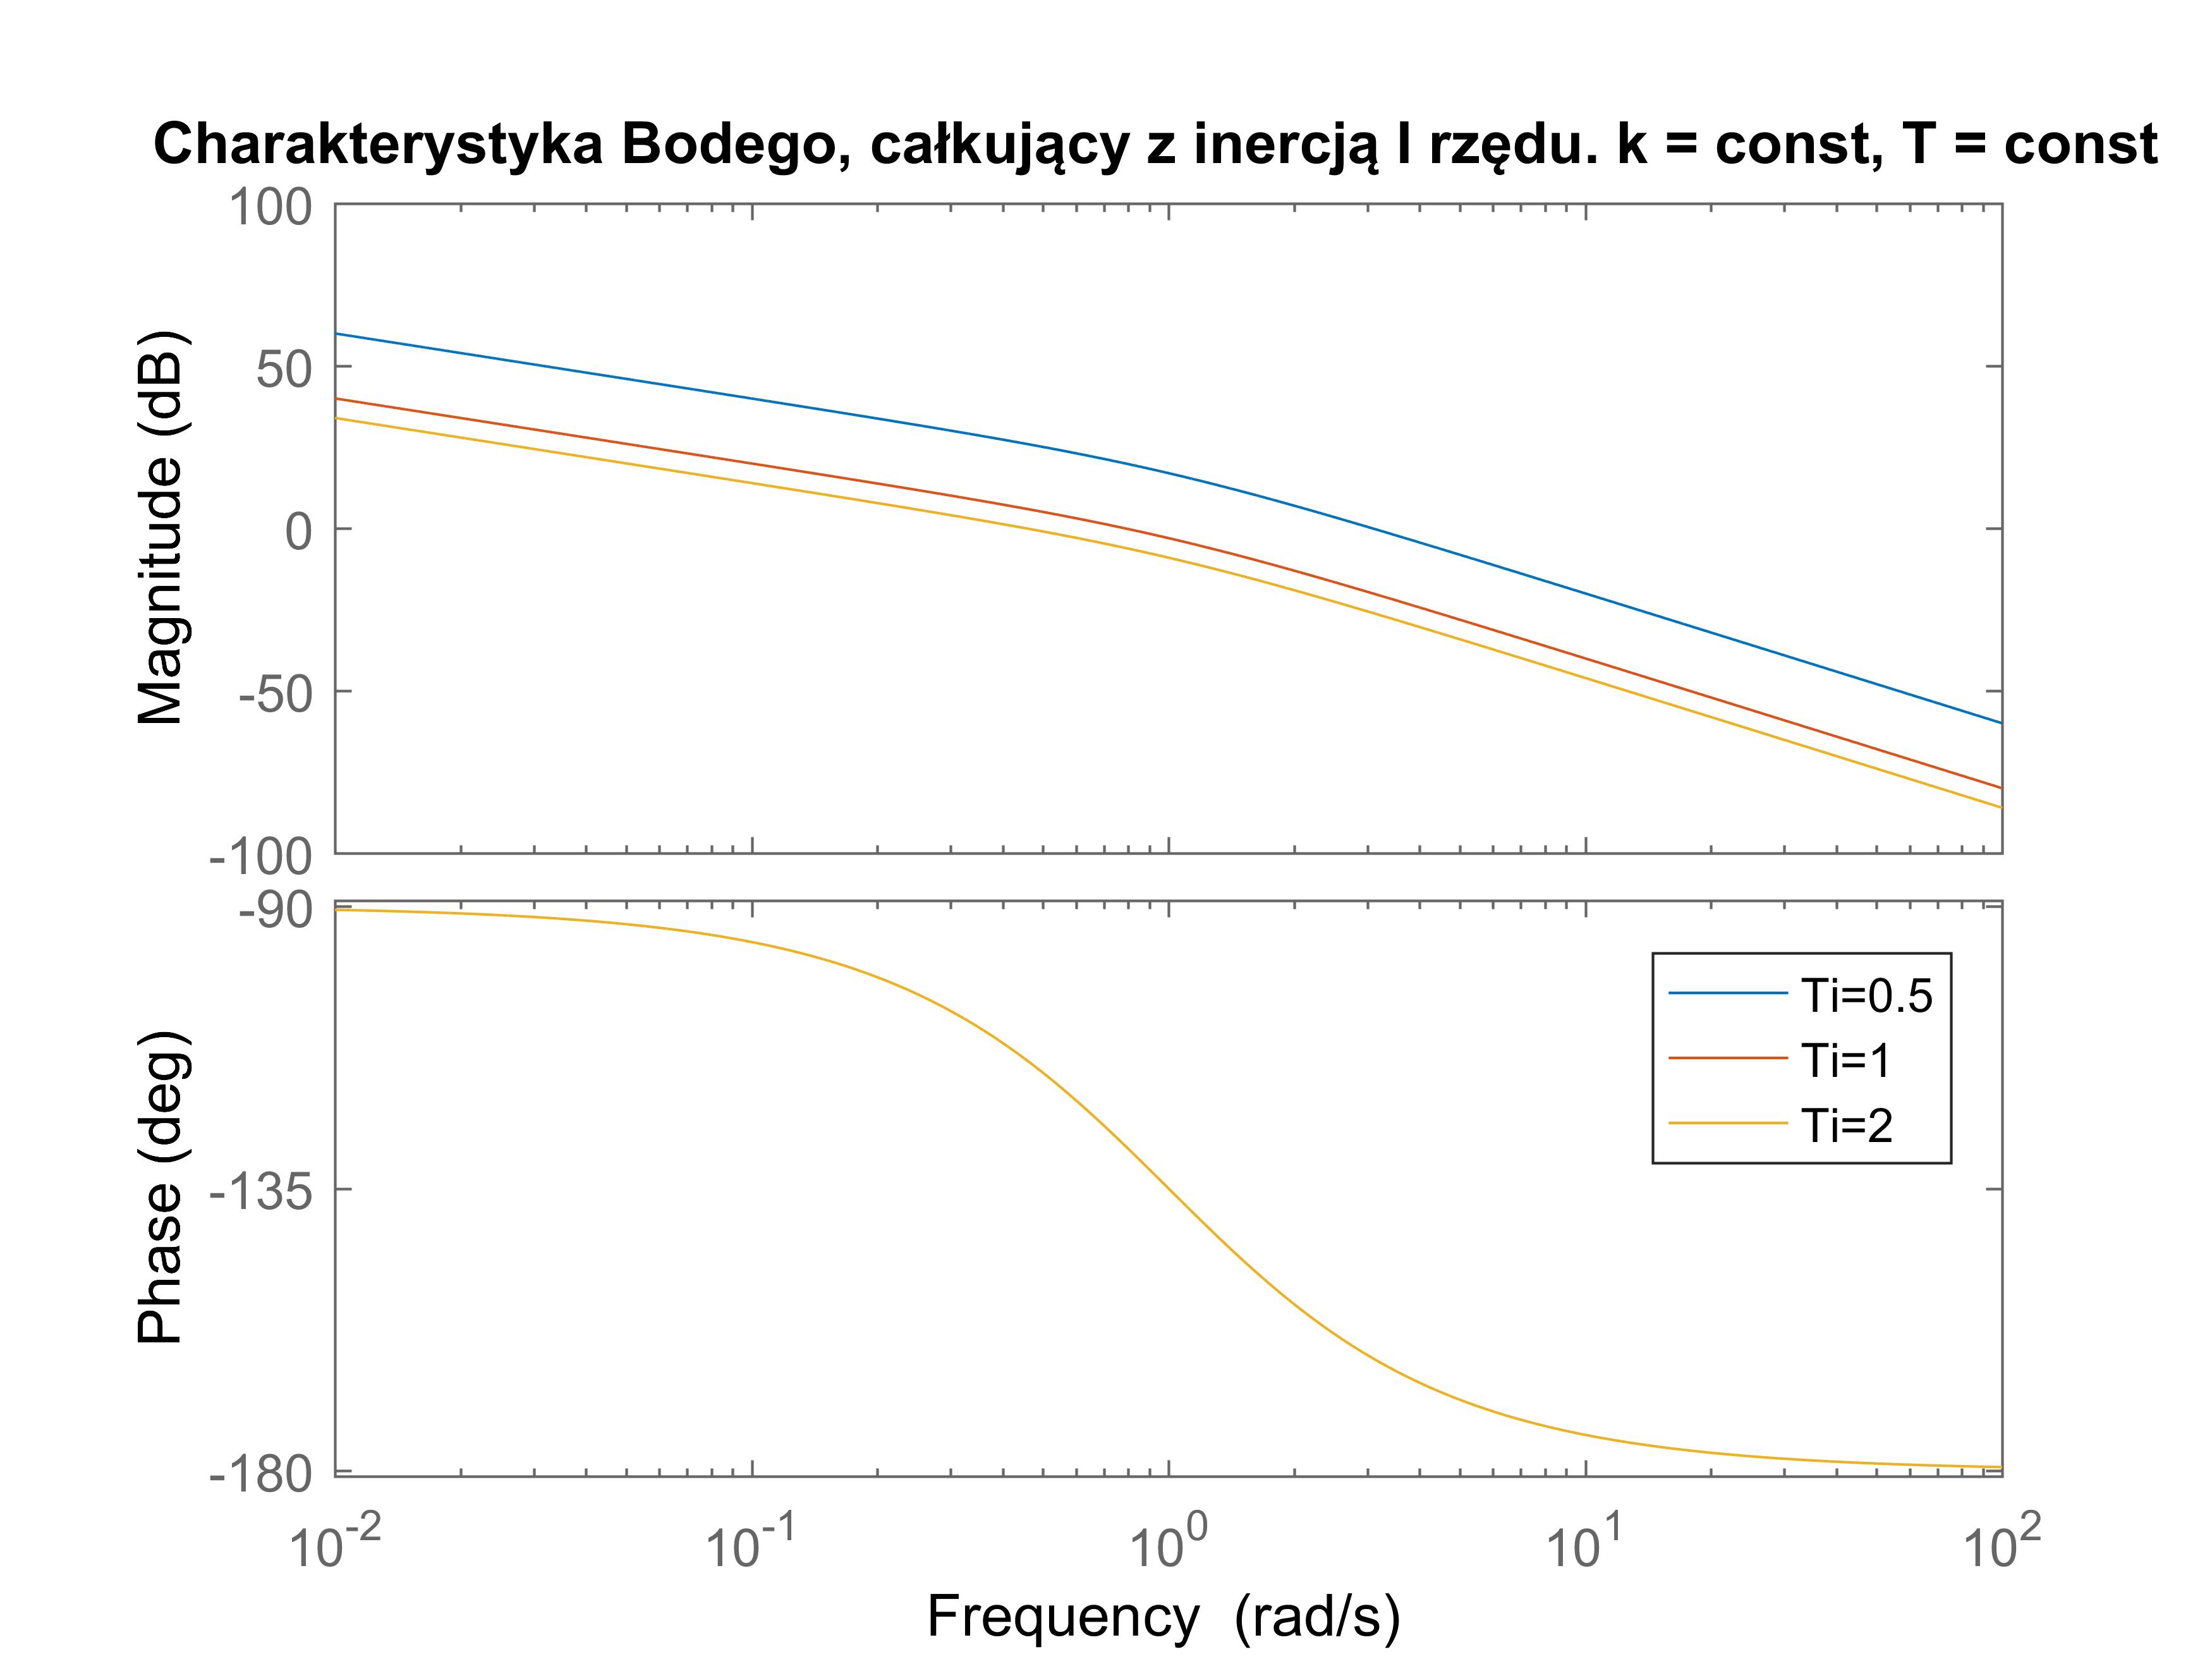 Charakterystyka Bodego, całkujący z inercją I rzędu. k = const, T = const
100
50
0
-50
-100
Magnitude (dB)
-90
-135
-180
Phase (deg)
Ti=0.5
Ti=1
Ti=2
10-2 10-1 100 101 102
Frequency (rad/s)